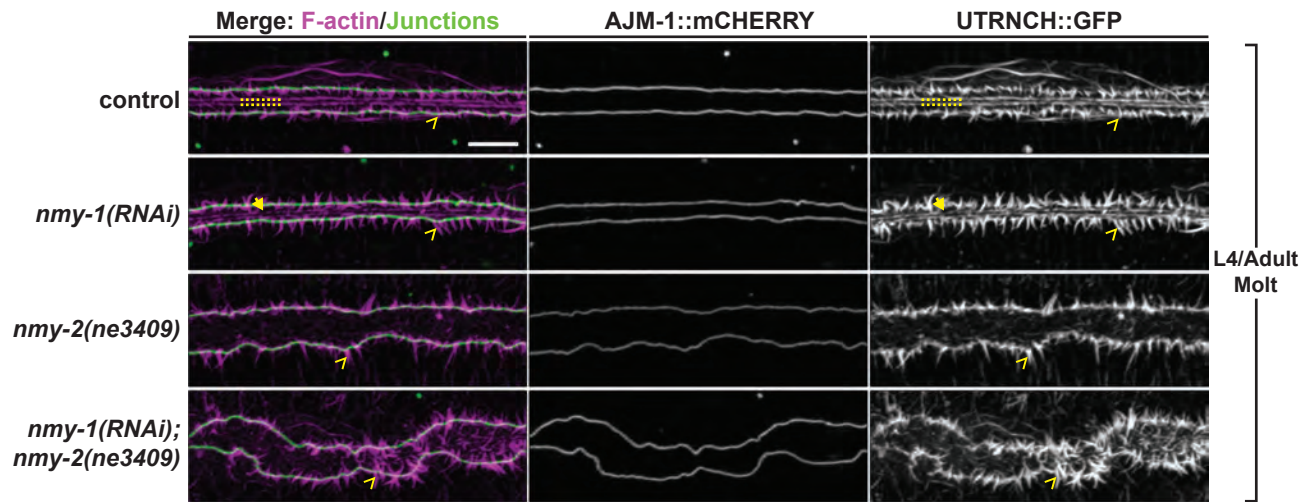 Merge: F-actin/Junctions
AJM-1::mCHERRY
UTRNCH::GFP
control
nmy-1(RNAi)
nmy-2(ne3409)
nmy-1(RNAi);
nmy-2(ne3409)
L4/Adult
Molt